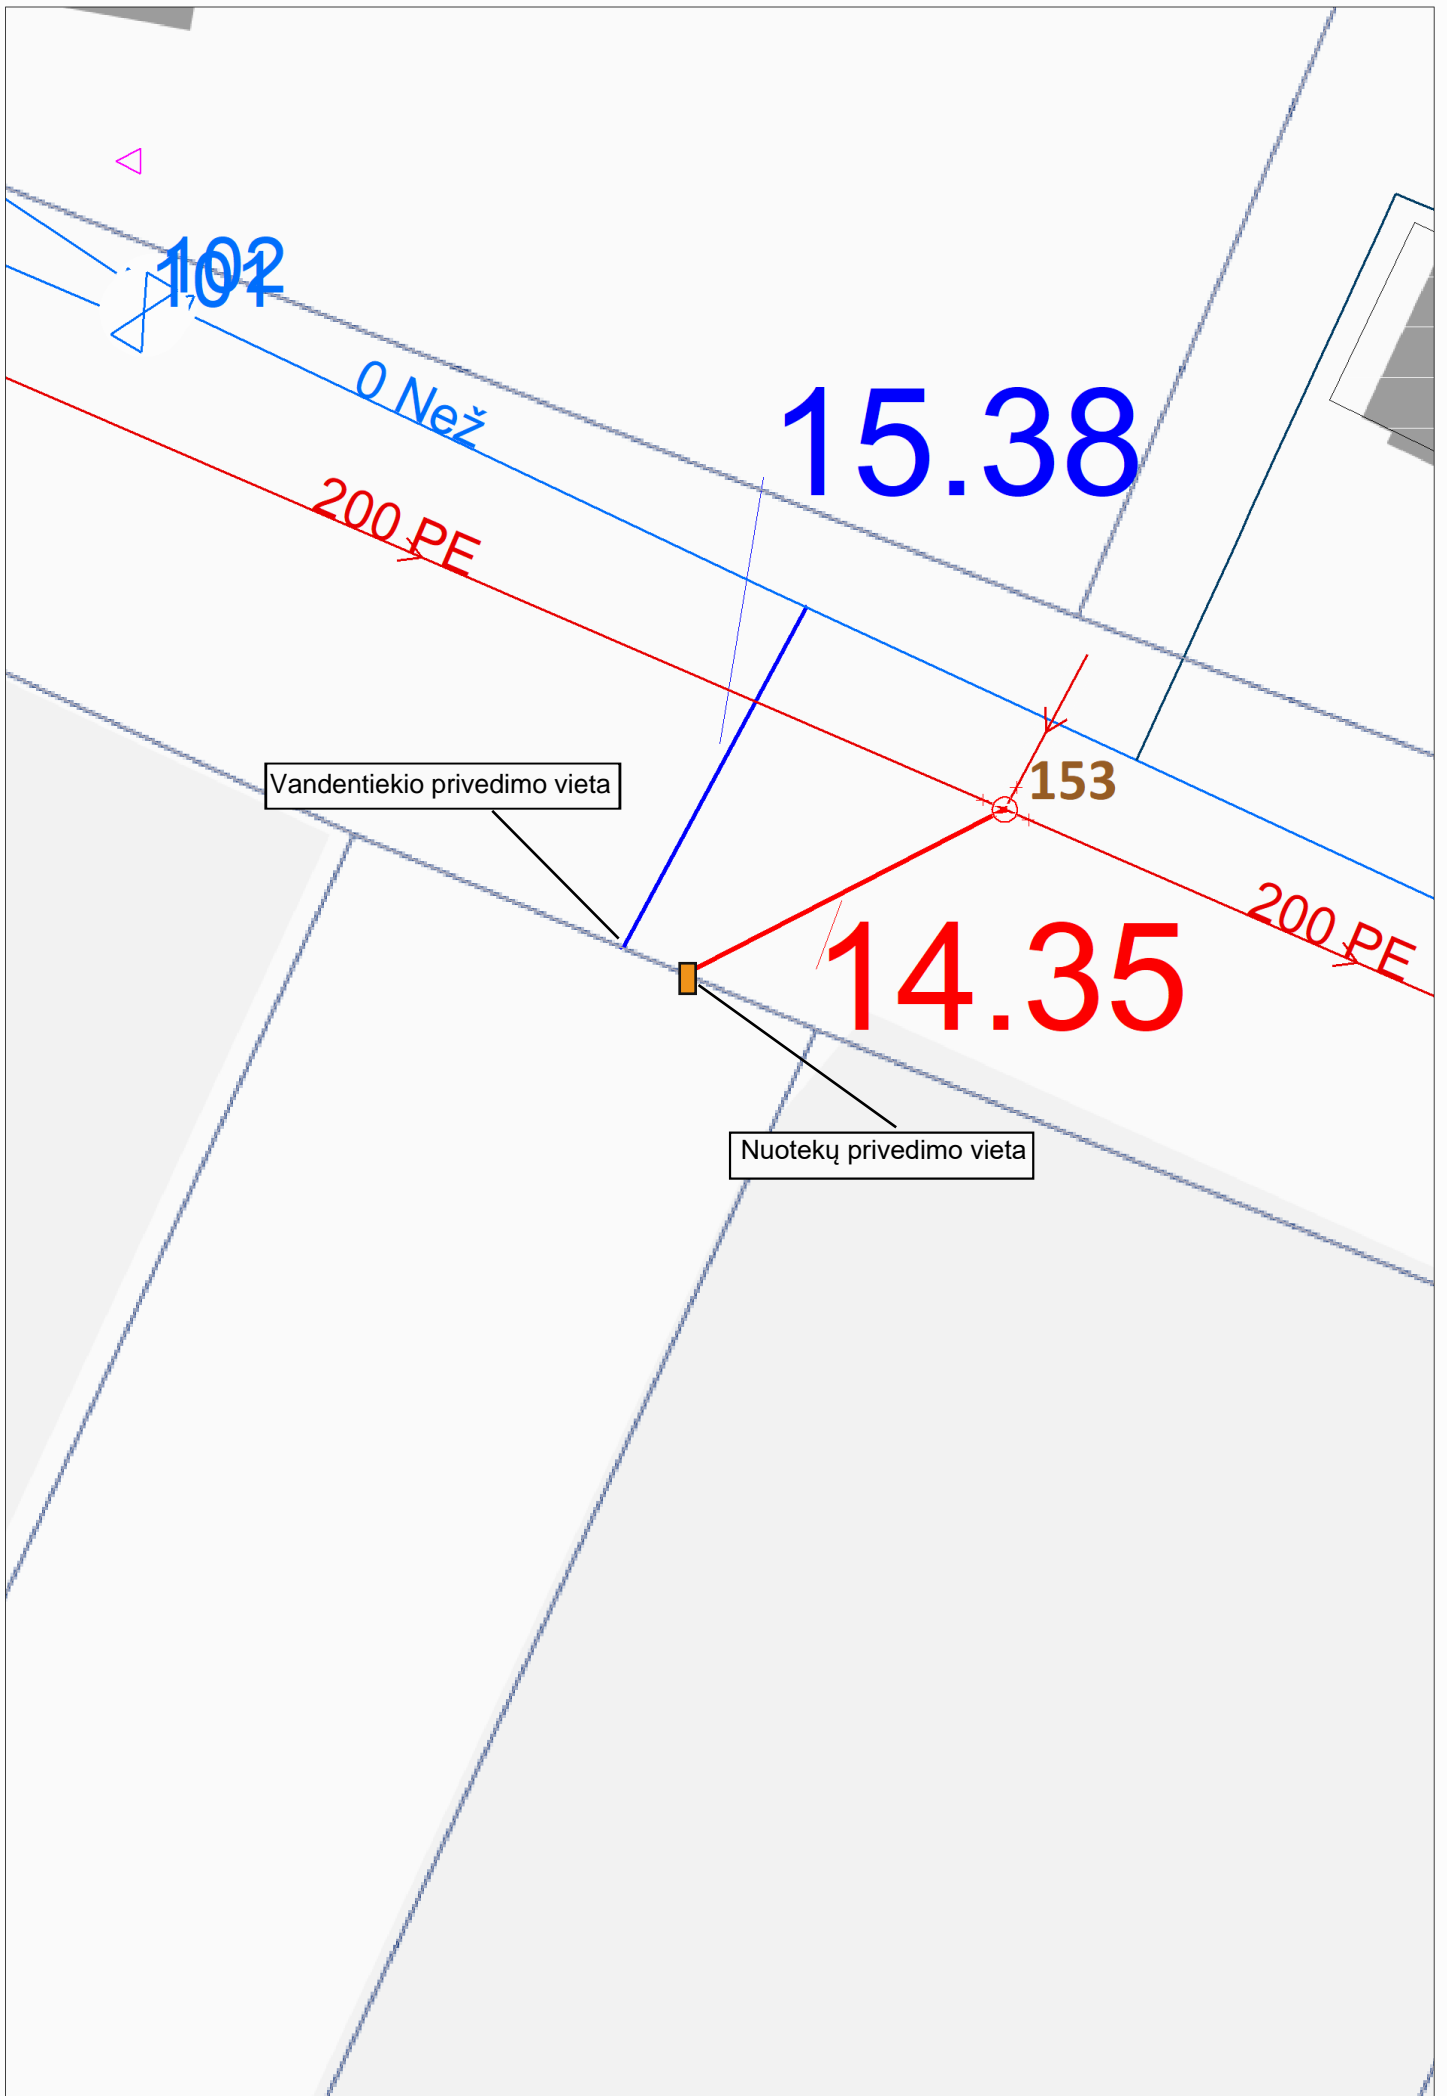 102
101
0 Než
15.38
200 PE
Vandentiekio privedimo vieta
153
200 PE
14.35
Nuotekų privedimo vieta